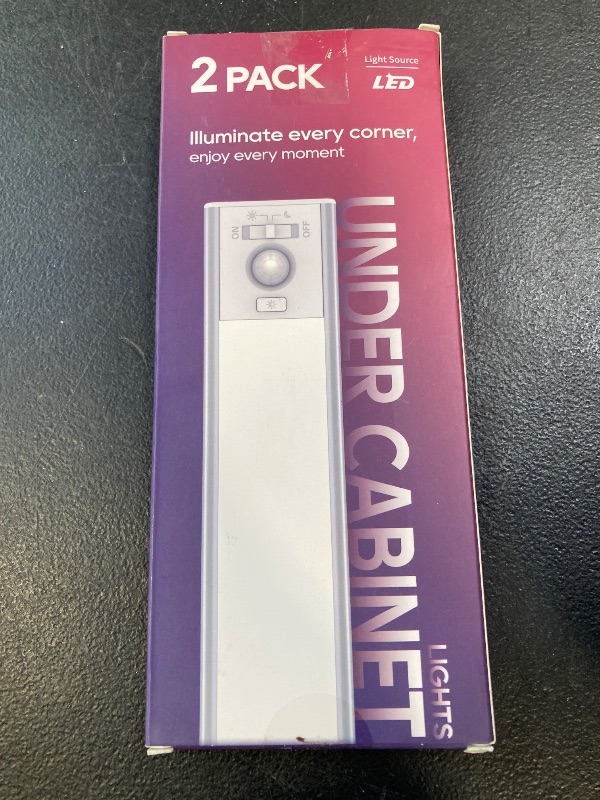 2 PACK
Light Source
LED
Illuminate every corner,
enjoy every moment
ON
OFF
UNDER CABINET
LIGHTS